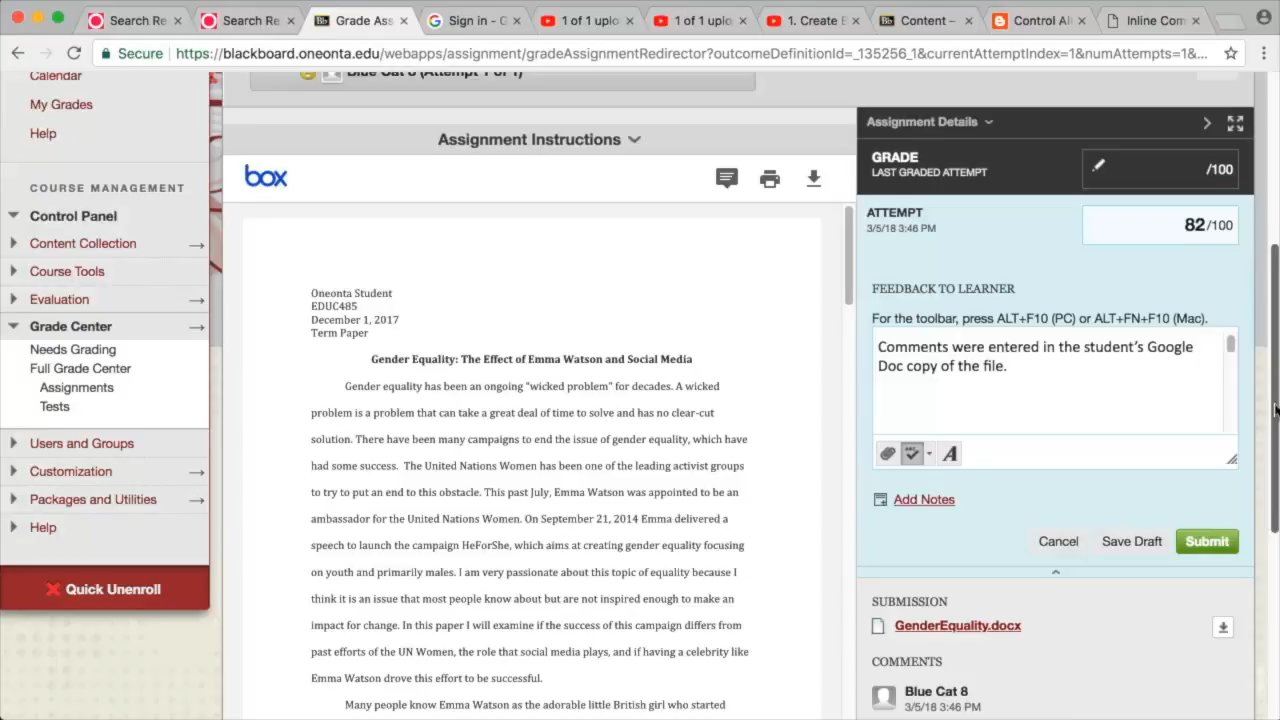 Search Re
Search Re
Bb Grade Ass
Sign in - G
1 of 1 uplo
1 of 1 uplo
1. Create E
Bb Content –
Control Al
Inline Com
Secure https://blackboard.oneonta.edu/webapps/assignment/gradeAssignmentRedirector?outcomeDefinitionId=_135256_1&currentAttemptIndex=1&numAttempts=1&...
Calendar
My Grades
Help
COURSE MANAGEMENT
Control Panel
Content Collection
Course Tools
Evaluation
Grade Center
Needs Grading
Full Grade Center
Assignments
Tests
Users and Groups
Customization
Packages and Utilities
Help
Quick Unenroll
Blue Cat 8 (Attempt 1 of 1)
Assignment Instructions
box
Oneonta Student
EDUC485
December 1, 2017
Term Paper
Gender Equality: The Effect of Emma Watson and Social Media
Gender equality has been an ongoing "wicked problem" for decades. A wicked
problem is a problem that can take a great deal of time to solve and has no clear-cut
solution. There have been many campaigns to end the issue of gender equality, which have
had some success. The United Nations Women has been one of the leading activist groups
to try to put an end to this obstacle. This past July, Emma Watson was appointed to be an
ambassador for the United Nations Women. On September 21, 2014 Emma delivered a
speech to launch the campaign HeForShe, which aims at creating gender equality focusing
on youth and primarily males. I am very passionate about this topic of equality because I
think it is an issue that most people know about but are not inspired enough to make an
impact for change. In this paper I will examine if the success of this campaign differs from
past efforts of the UN Women, the role that social media plays, and if having a celebrity like
Emma Watson drove this effort to be successful.
Many people know Emma Watson as the adorable little British girl who started
Assignment Details
GRADE
LAST GRADED ATTEMPT
/100
ATTEMPT
3/5/18 3:46 PM
82/100
FEEDBACK TO LEARNER
For the toolbar, press ALT+F10 (PC) or ALT+FN+F10 (Mac).
Comments were entered in the student's Google
Doc copy of the file.
ABC
A
Add Notes
Cancel Save Draft Submit
SUBMISSION
GenderEquality.docx
COMMENTS
Blue Cat 8
3/5/18 3:46 PM